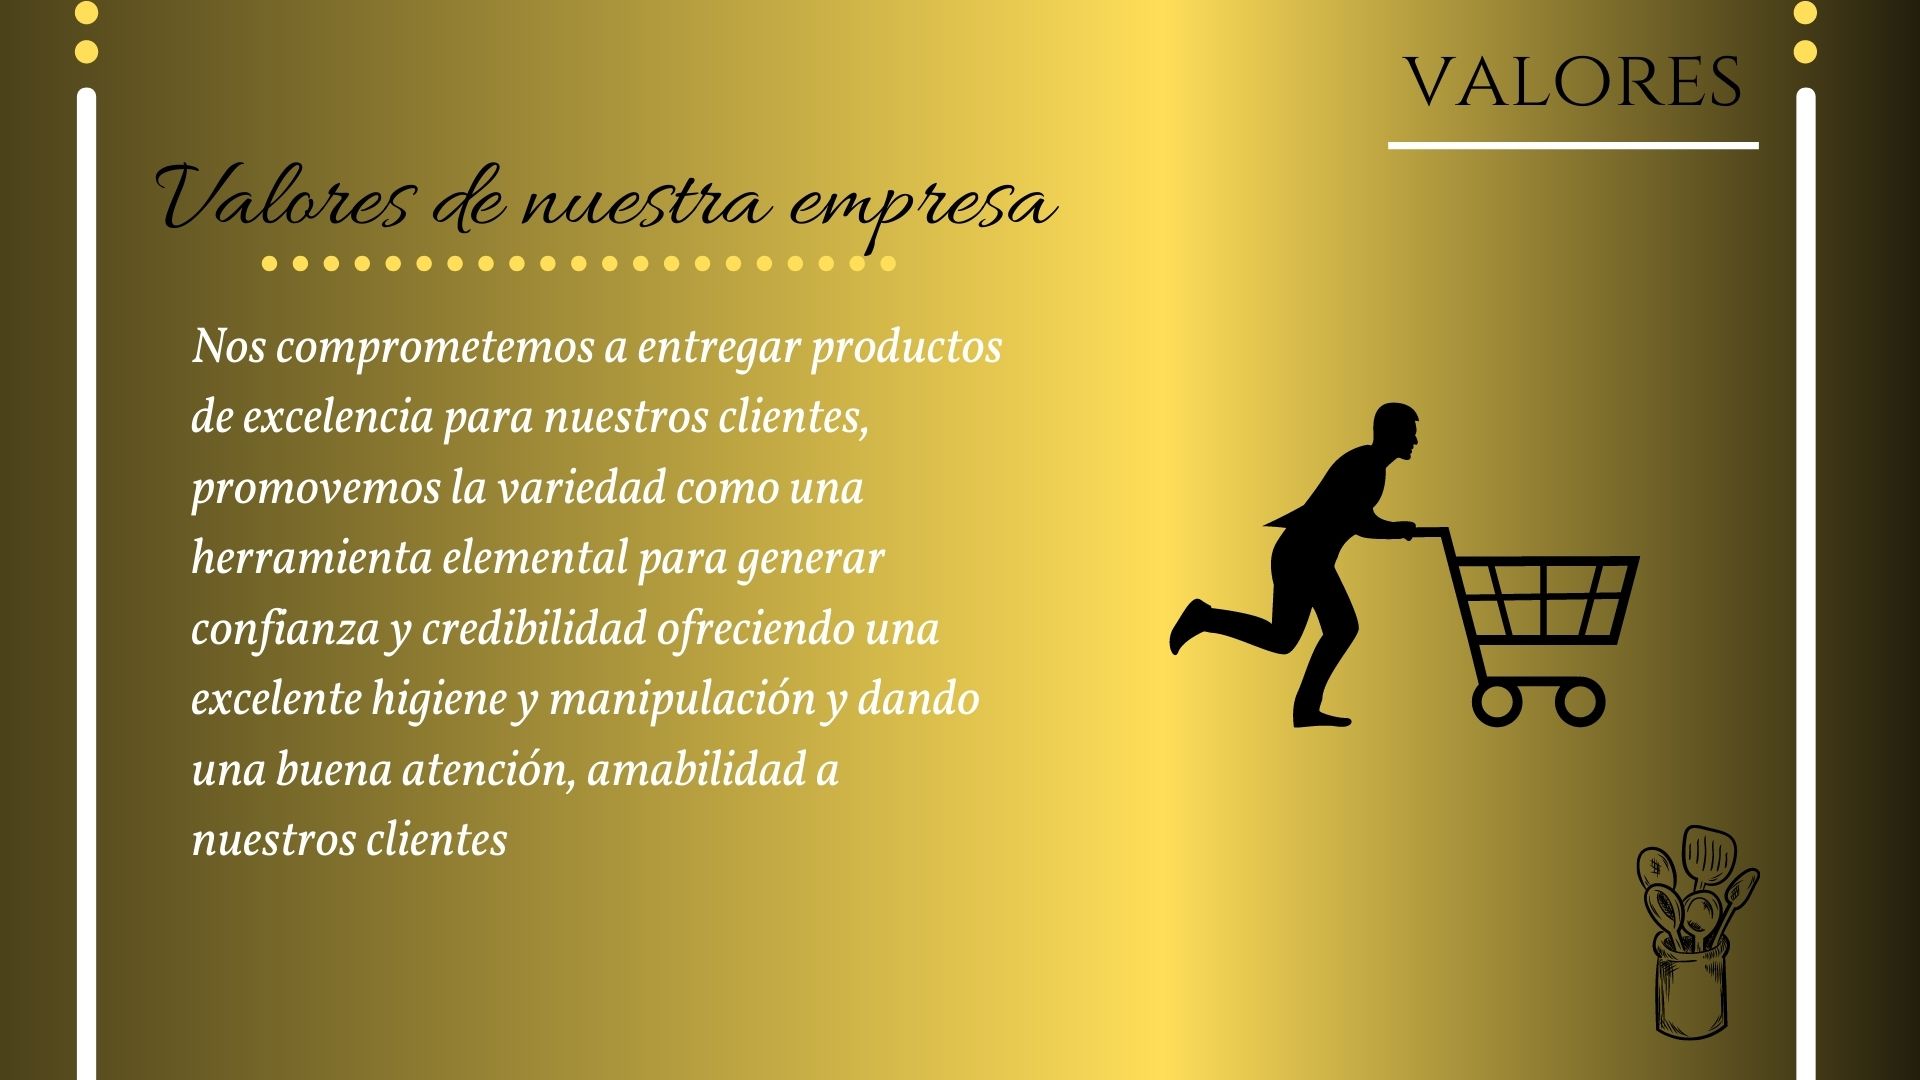 VALORES
Valores de nuestra empresa
Nos comprometemos a entregar productos
de excelencia para nuestros clientes,
promovemos la variedad como una
herramienta elemental para generar
confianza y credibilidad ofreciendo una
excelente higiene y manipulación y dando
una buena atención, amabilidad a
nuestros clientes